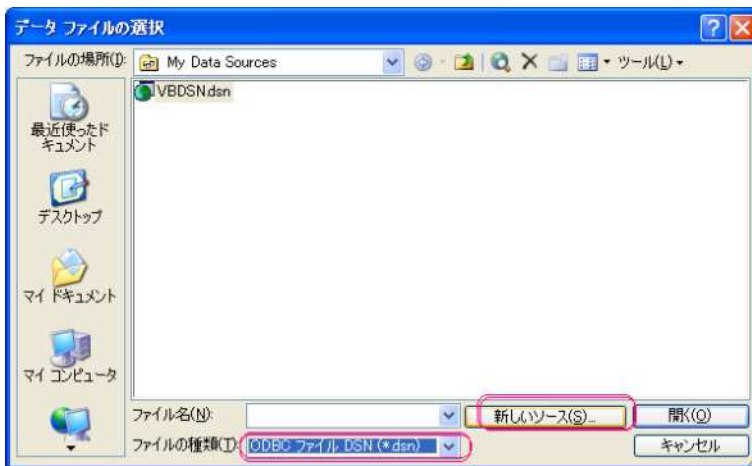 データ ファイルの選択
ファイルの場所(I):
My Data Sources
ツール(L)
VBDSN.dsn
最近使ったド
キュメント
デスクトップ
マイ ドキュメント
マイ コンピュータ
ファイル名(N):
新しいソース(S)...
開く(O)
ファイルの種類(T):
ODBC ファイル DSN (*.dsn)
キャンセル